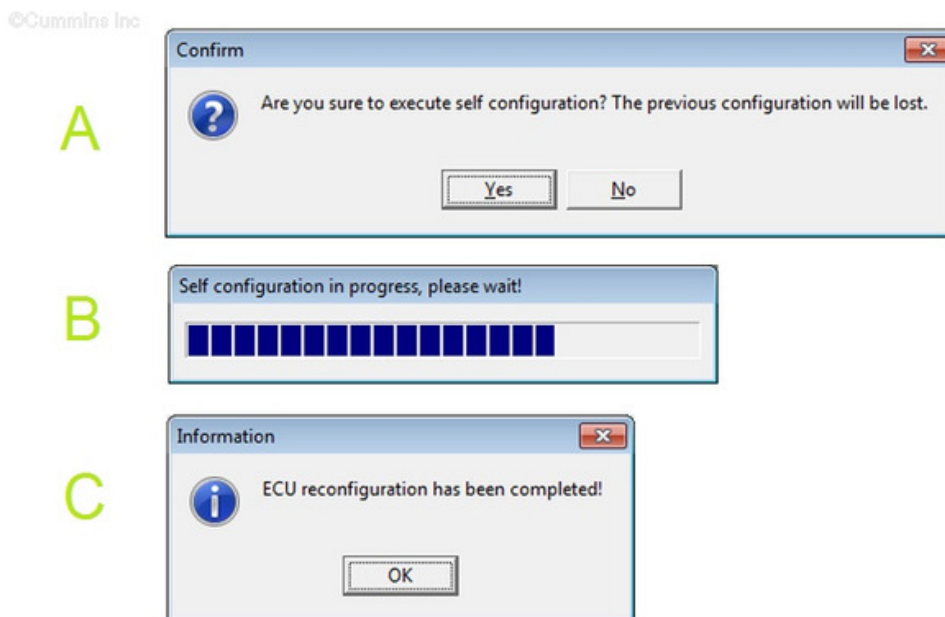 ©Cummins Inc
A
Confirm
Are you sure to execute self configuration? The previous configuration will be lost.
Yes
No
B
Self configuration in progress, please wait!
C
Information
ECU reconfiguration has been completed!
OK